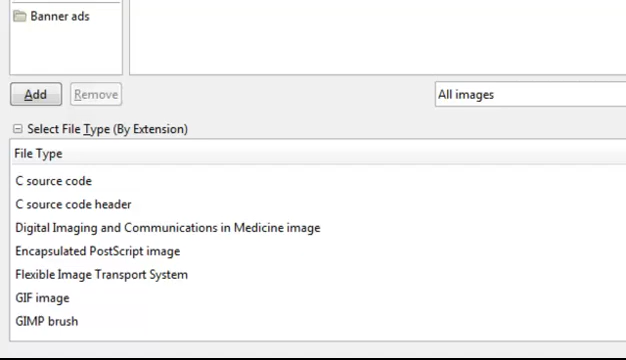 Banner ads
Add
Remove
All images
Select File Type (By Extension)
File Type
C source code
C source code header
Digital Imaging and Communications in Medicine image
Encapsulated PostScript image
Flexible Image Transport System
GIF image
GIMP brush